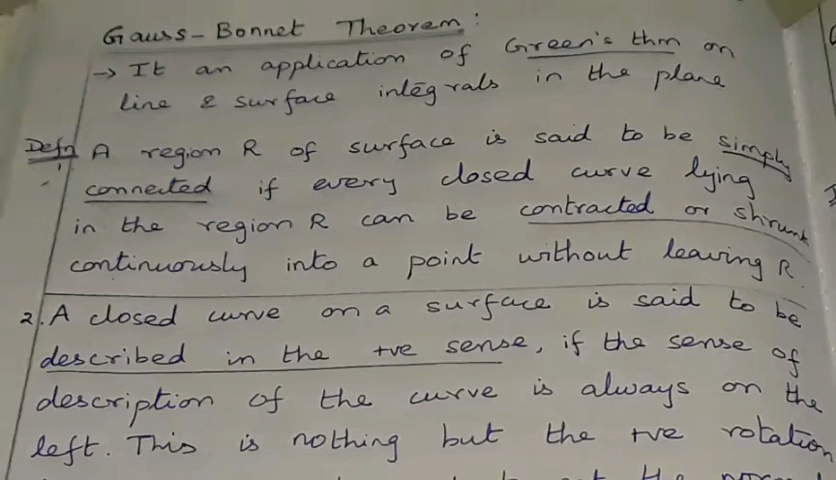 Gauss-Bonnet Theorem:
→ It an application of Green's thm on
line & surface integrals in the plane
Defn
1. A region R of surface is said to be simply
connected if every closed curve lying
in the region R can be contracted or shrunk
continuously into a point without leaving R.
2. A closed curve on a surface is said to be
described in the +ve sense, if the sense of
description of the curve is always on the
left. This is nothing but the +ve rotation